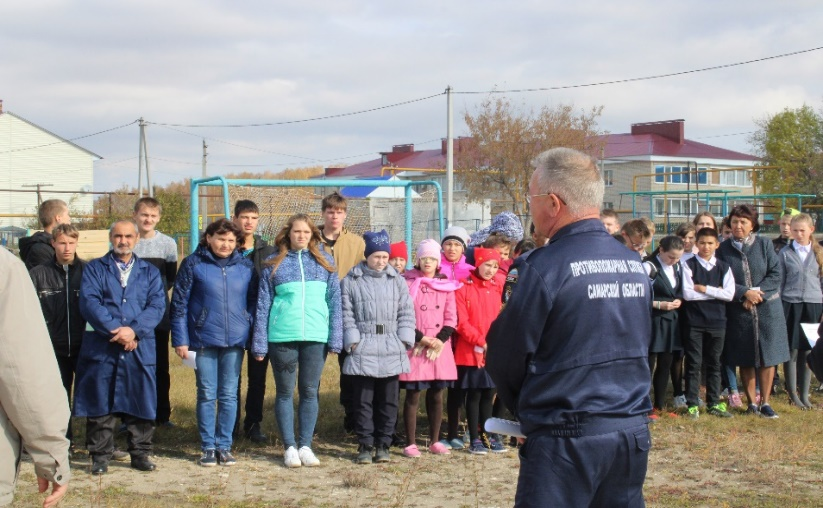 ПРОТИВОПОЖАРНАЯ СЛУЖБА
САМАРСКОЙ ОБЛАСТИ